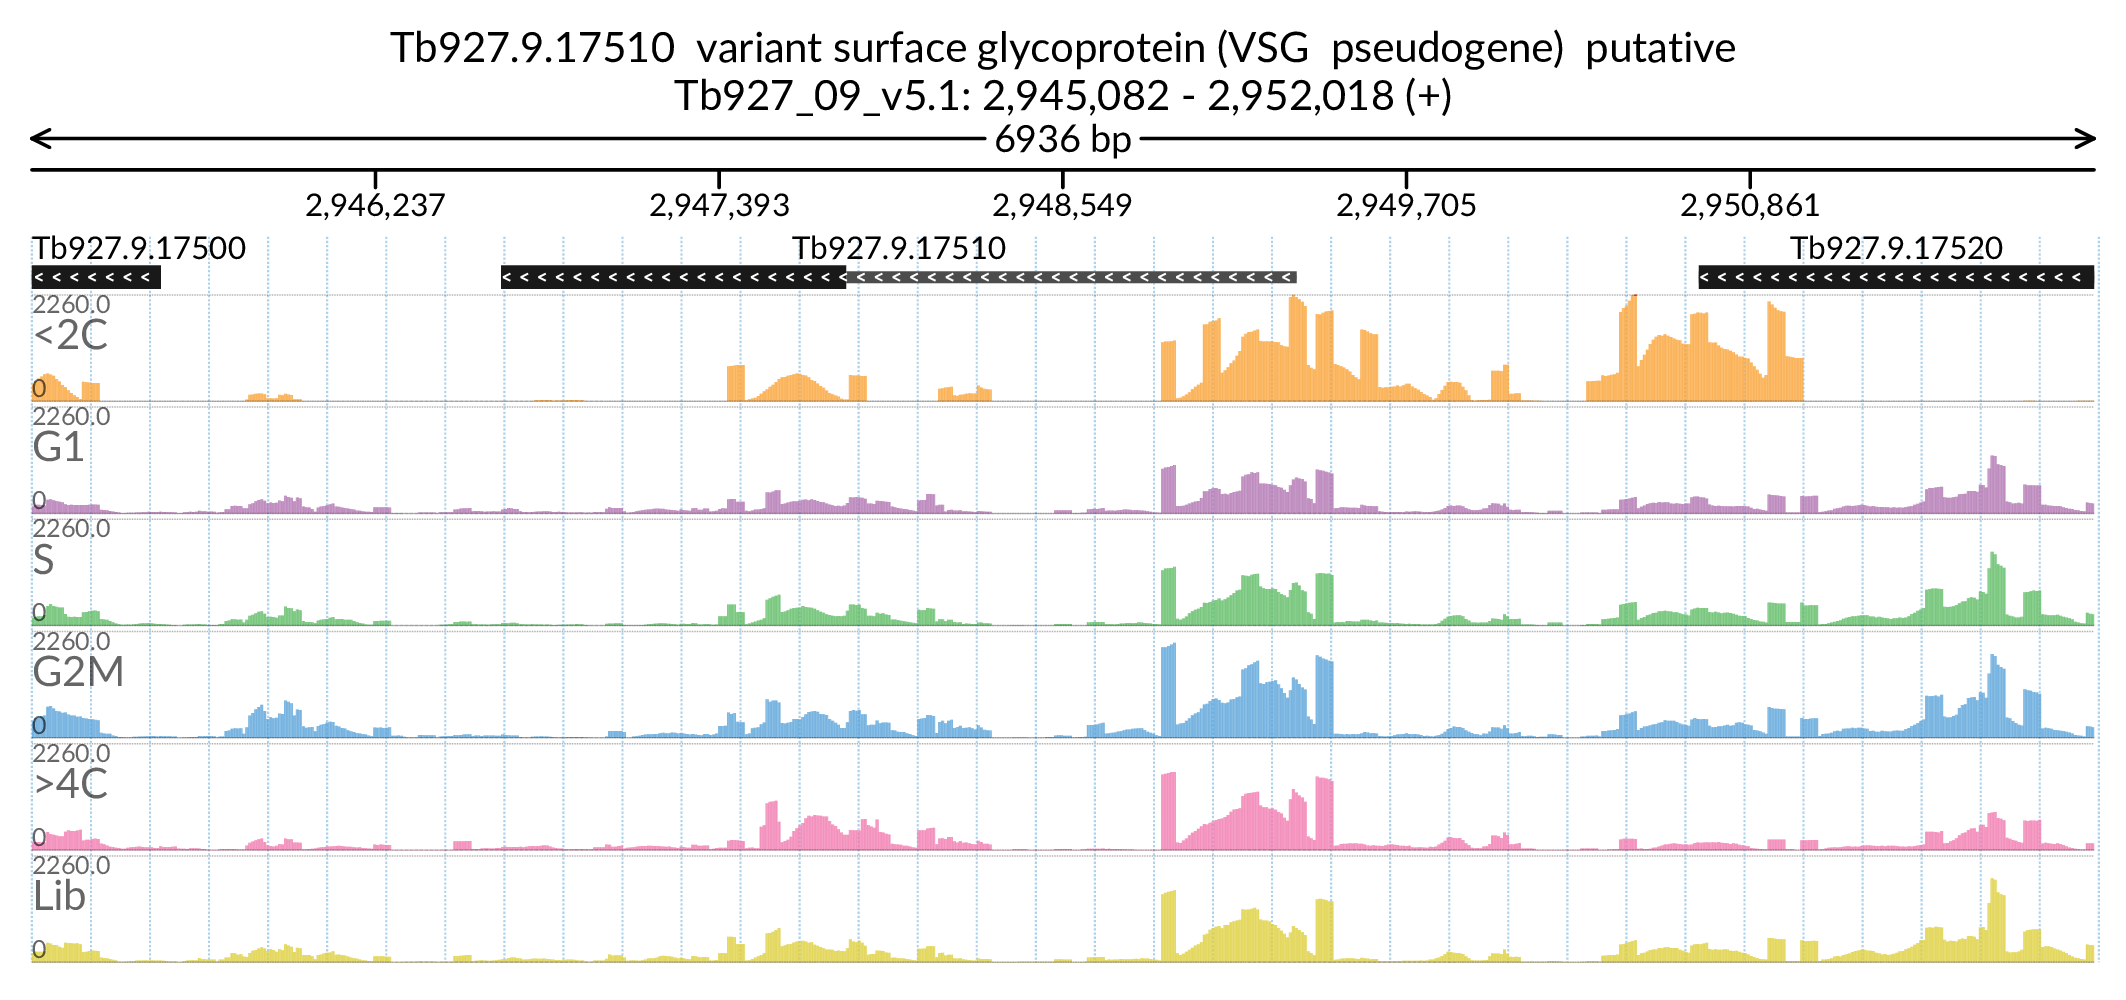 Tb927.9.17510  variant surface glycoprotein (VSG  pseudogene)  putative
Tb927_09_v5.1: 2,945,082 - 2,952,018 (+)
6936 bp
2,946,237 2,947,393 2,948,549 2,949,705 2,950,861
Tb927.9.17500 Tb927.9.17510 Tb927.9.17520
2260.0
<2C
0
2260.0
G1
0
2260.0
S
0
2260.0
G2M
0
2260.0
>4C
0
2260.0
Lib
0